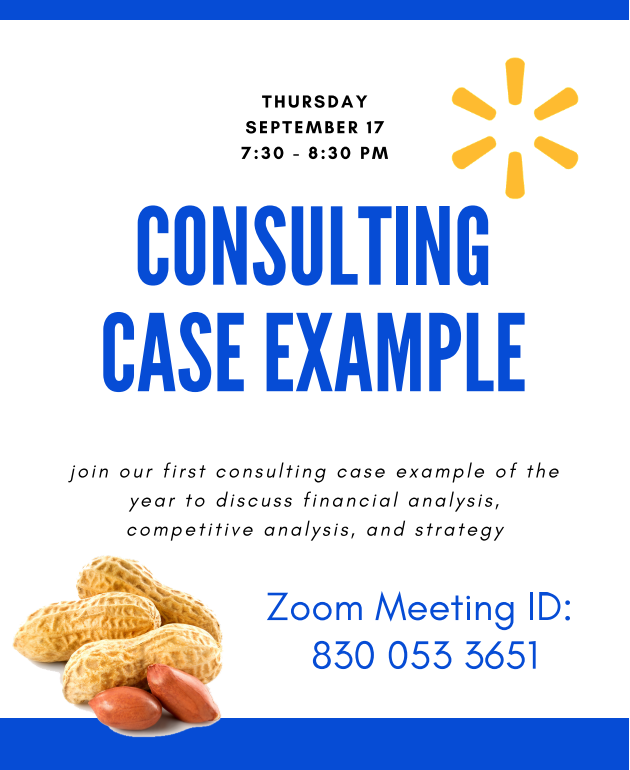 THURSDAY
SEPTEMBER 17
7:30 - 8:30 PM
CONSULTING
CASE EXAMPLE
join our first consulting case example of the
year to discuss financial analysis,
competitive analysis, and strategy
Zoom Meeting ID:
830 053 3651